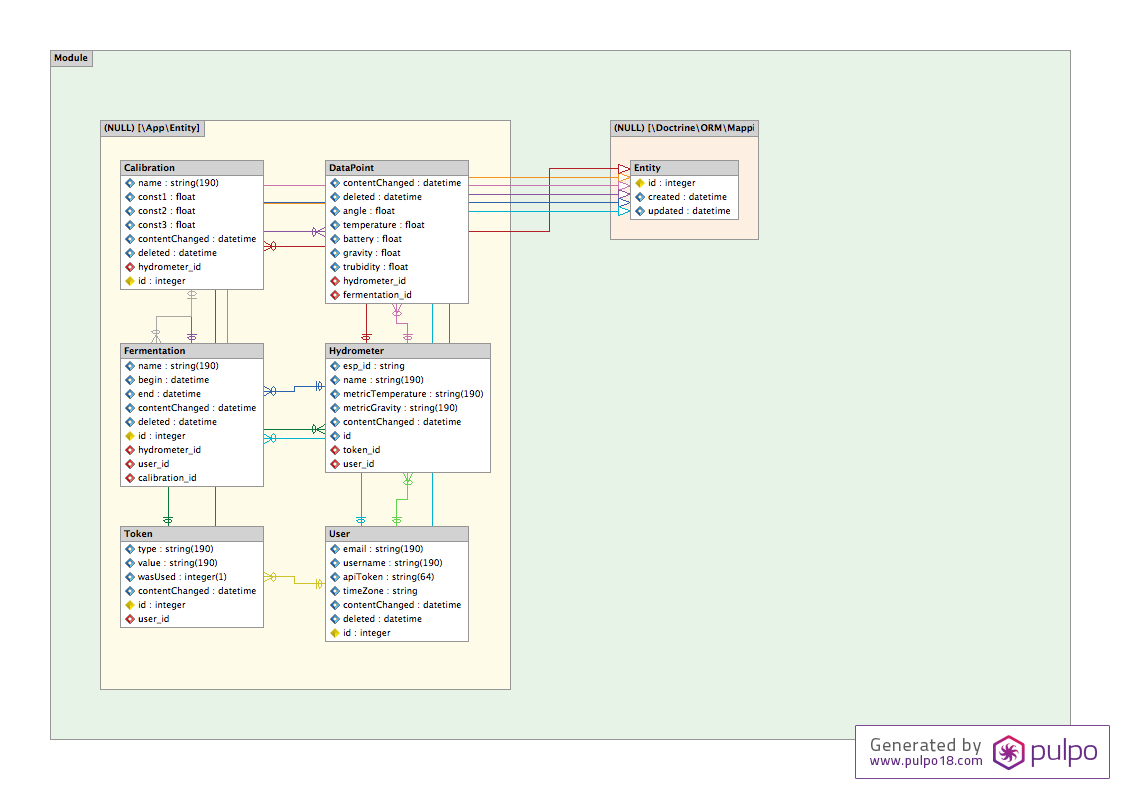 Module
(NULL) [\App\Entity]
Calibration
name : string(190)
const1 : float
const2 : float
const3 : float
contentChanged : datetime
deleted : datetime
hydrometer_id
id : integer
DataPoint
contentChanged : datetime
deleted : datetime
angle : float
temperature : float
battery : float
gravity : float
trubidity : float
hydrometer_id
fermentation_id
(NULL) [\Doctrine\ORM\Mappi
Entity
id : integer
created : datetime
updated : datetime
Fermentation
name : string(190)
begin : datetime
end : datetime
contentChanged : datetime
deleted : datetime
id : integer
hydrometer_id
user_id
calibration_id
Hydrometer
esp_id : string
name : string(190)
metricTemperature : string(190)
metricGravity : string(190)
contentChanged : datetime
id
token_id
user_id
Token
type : string(190)
value : string(190)
wasUsed : integer(1)
contentChanged : datetime
id : integer
user_id
User
email : string(190)
username : string(190)
apiToken : string(64)
timeZone : string
contentChanged : datetime
deleted : datetime
id : integer
Generated by
www.pulpo18.com
pulpo